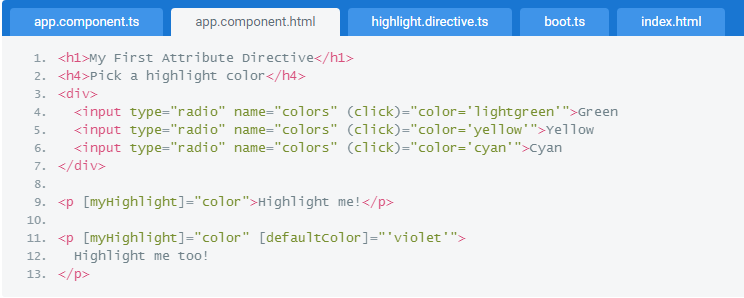 app.component.ts app.component.html highlight.directive.ts boot.ts index.html
1. <h1>My First Attribute Directive</h1>
2. <h4>Pick a highlight color</h4>
3. <div>
4.   <input type="radio" name="colors" (click)="color='lightgreen'">Green
5.   <input type="radio" name="colors" (click)="color='yellow'">Yellow
6.   <input type="radio" name="colors" (click)="color='cyan'">Cyan
7. </div>
8.
9. <p [myHighlight]="color">Highlight me!</p>
10.
11. <p [myHighlight]="color" [defaultColor]="'violet'">
12.   Highlight me too!
13. </p>